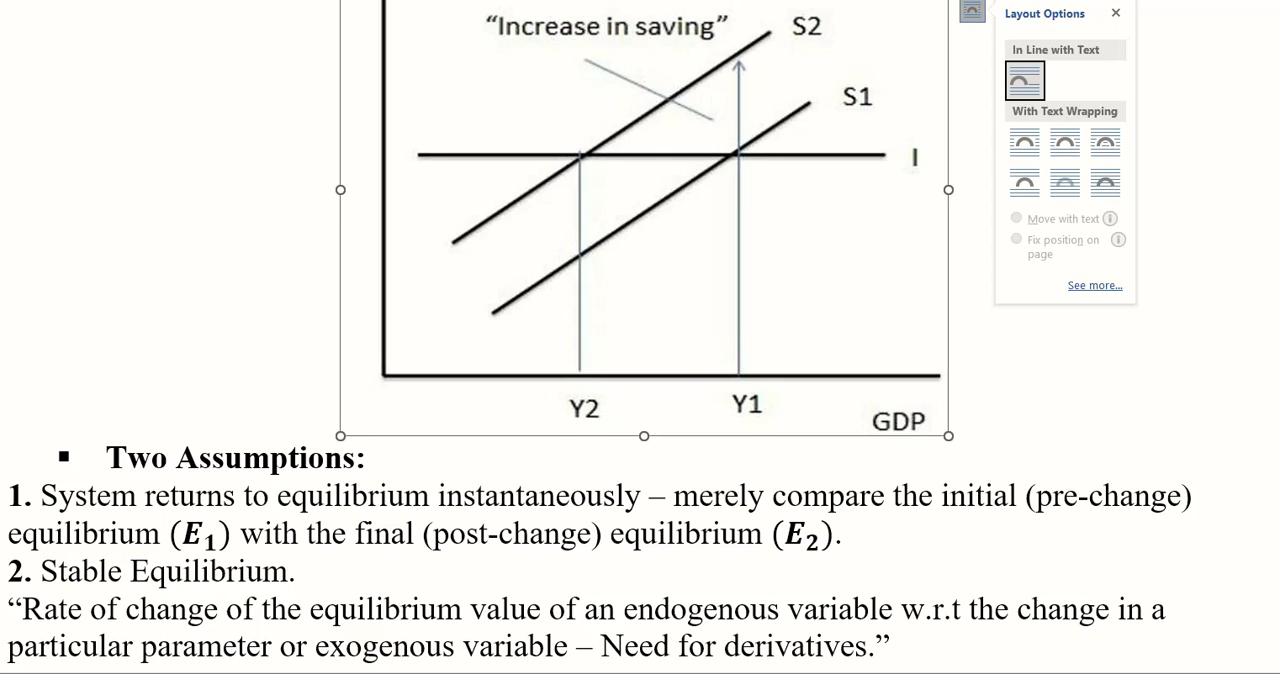 “Increase in saving”
S2
S1
I
Y2
Y1
GDP
Layout Options
In Line with Text
With Text Wrapping
Move with text
Fix position on
page
See more...
▪ Two Assumptions:
1. System returns to equilibrium instantaneously – merely compare the initial (pre-change)
equilibrium (E₁) with the final (post-change) equilibrium (E₂).
2. Stable Equilibrium.
“Rate of change of the equilibrium value of an endogenous variable w.r.t the change in a
particular parameter or exogenous variable – Need for derivatives.”